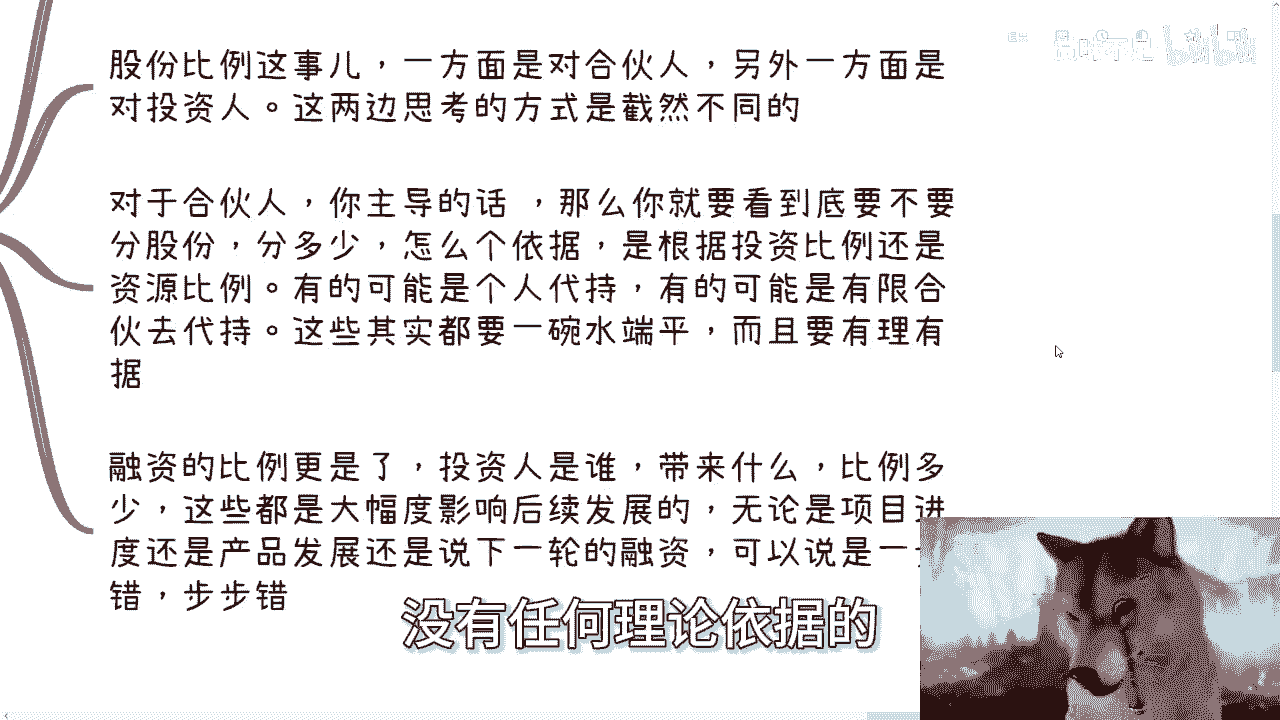 股份比例这事儿，一方面是对合伙人，另外一方面是
对投资人。这两边思考的方式是截然不同的
对于合伙人，你主导的话 ，那么你就要看到底要不要
分股份，分多少，怎么个依据，是根据投资比例还是
资源比例。有的可能是个人代持，有的可能是有限合
伙去代持。这些其实都要一碗水端平，而且要有理有
据
融资的比例更是了，投资人是谁，带来什么，比例多
少，这些都是大幅度影响后续发展的，无论是项目进
度还是产品发展还是说下一轮的融资，可以说是一
错，步步错
没有任何理论依据的